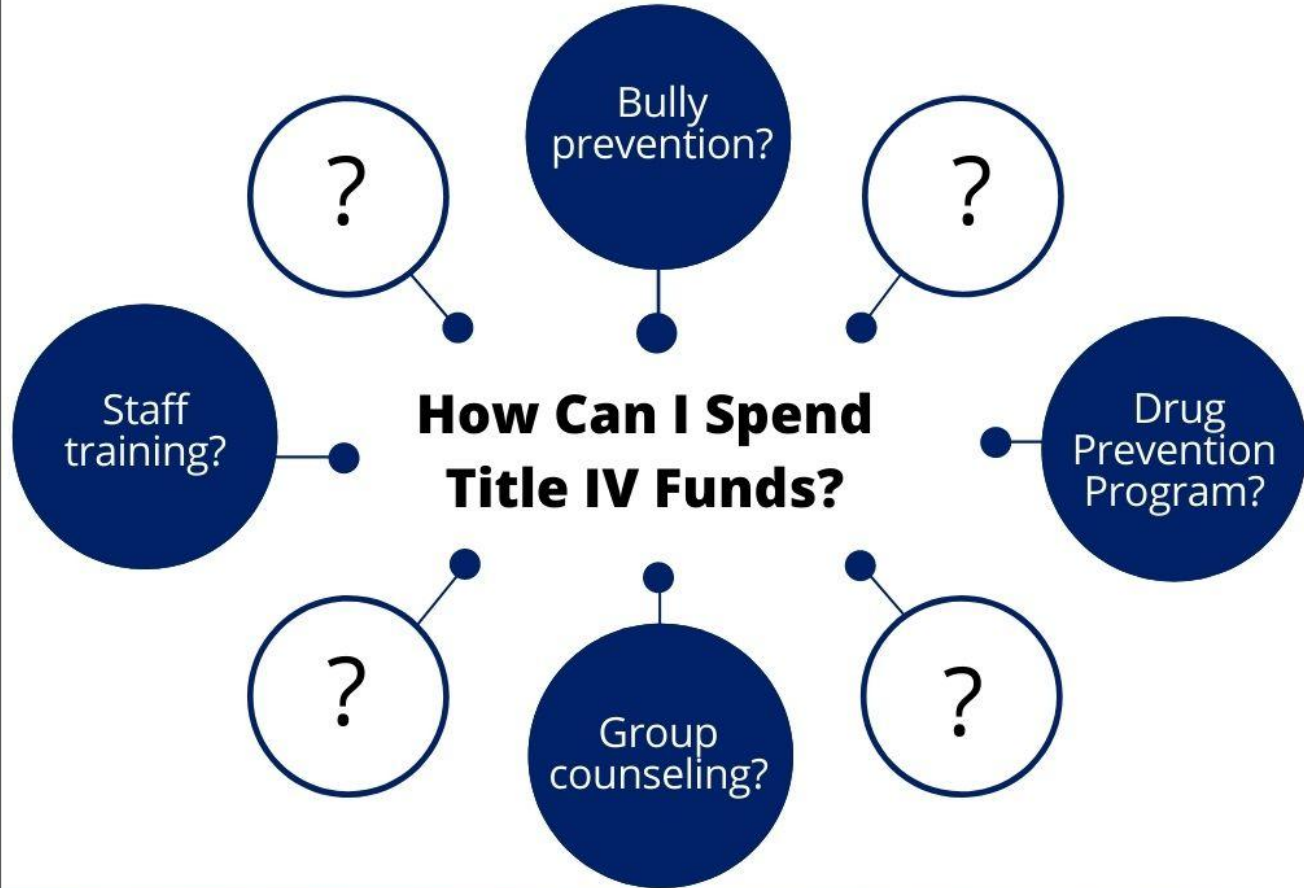 Bully
prevention?
?
?
Staff
training?
How Can I Spend
Title IV Funds?
Drug
Prevention
Program?
?
Group
counseling?
?